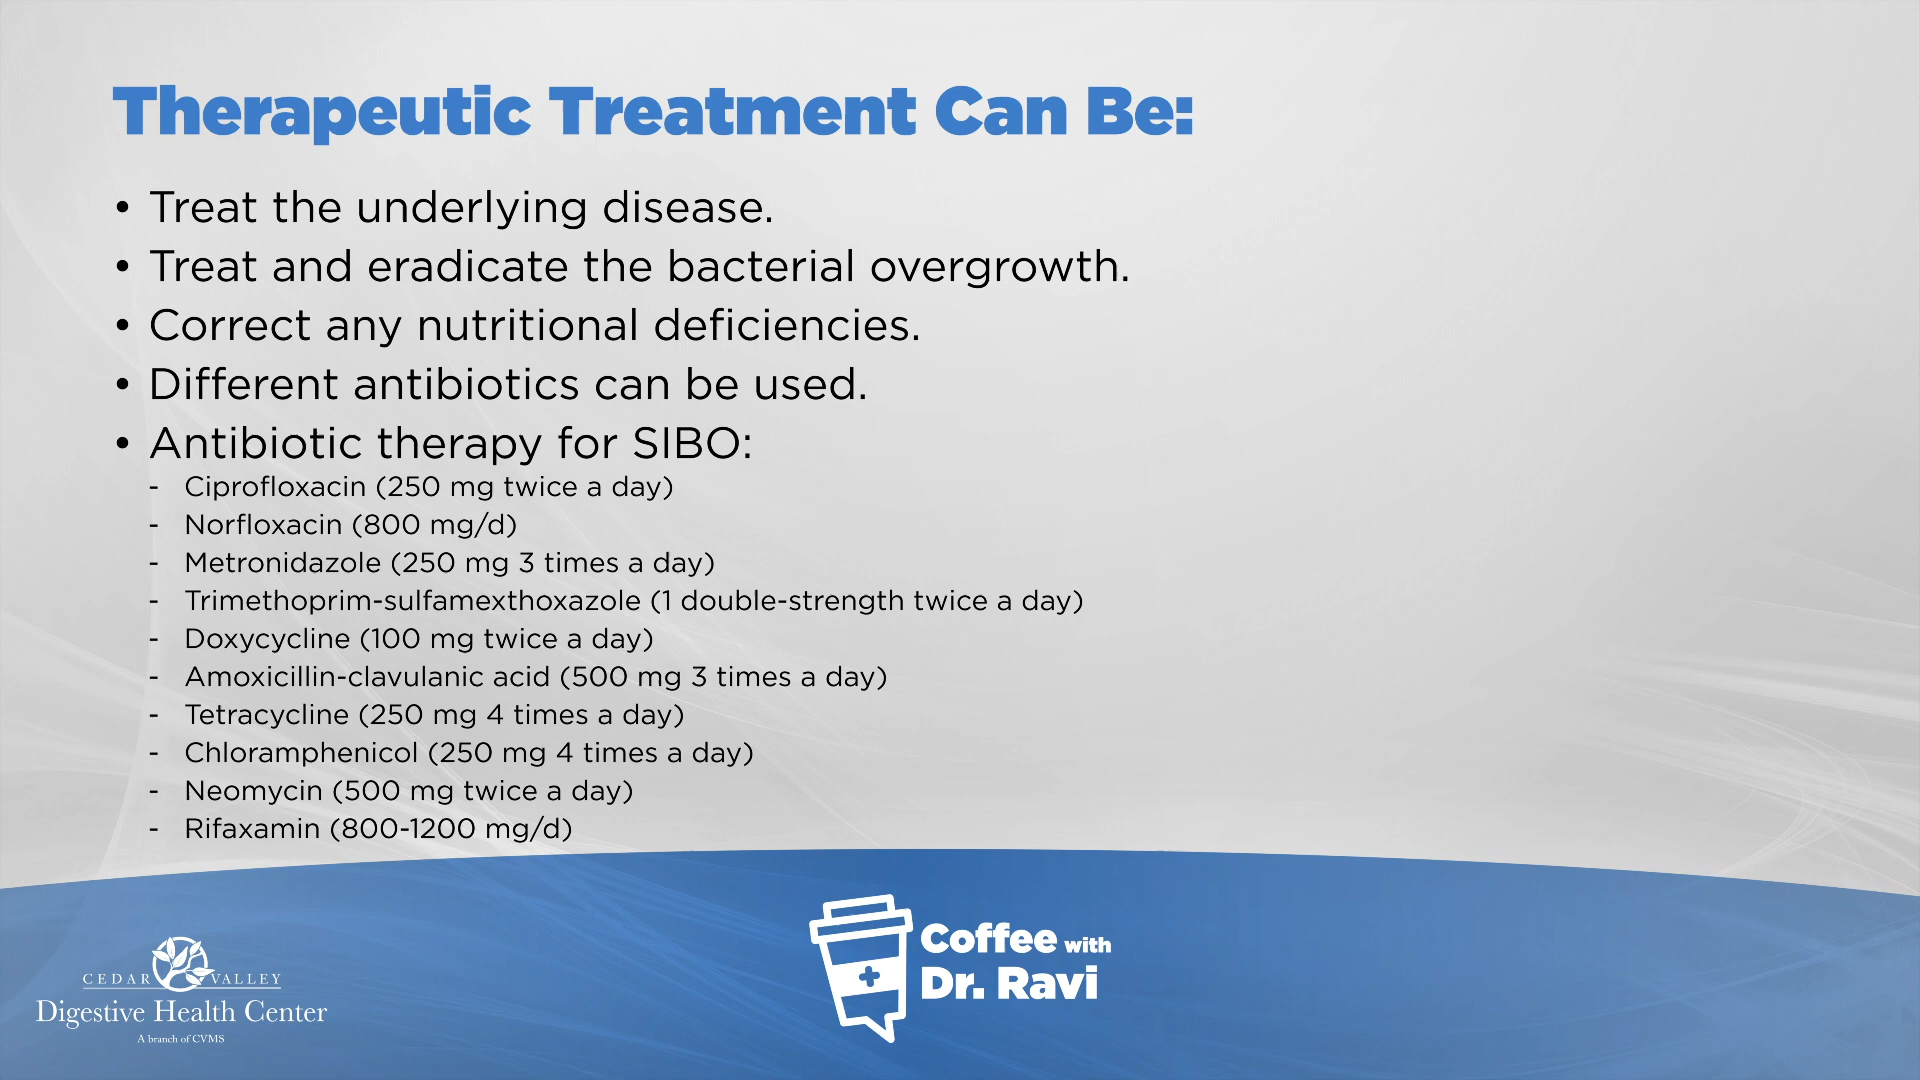 Therapeutic Treatment Can Be:
• Treat the underlying disease.
• Treat and eradicate the bacterial overgrowth.
• Correct any nutritional deficiencies.
• Different antibiotics can be used.
• Antibiotic therapy for SIBO:
- Ciprofloxacin (250 mg twice a day)
- Norfloxacin (800 mg/d)
- Metronidazole (250 mg 3 times a day)
- Trimethoprim-sulfamexthoxazole (1 double-strength twice a day)
- Doxycycline (100 mg twice a day)
- Amoxicillin-clavulanic acid (500 mg 3 times a day)
- Tetracycline (250 mg 4 times a day)
- Chloramphenicol (250 mg 4 times a day)
- Neomycin (500 mg twice a day)
- Rifaxamin (800-1200 mg/d)
CEDAR VALLEY
Digestive Health Center
A branch of CVMS
Coffee with
Dr. Ravi